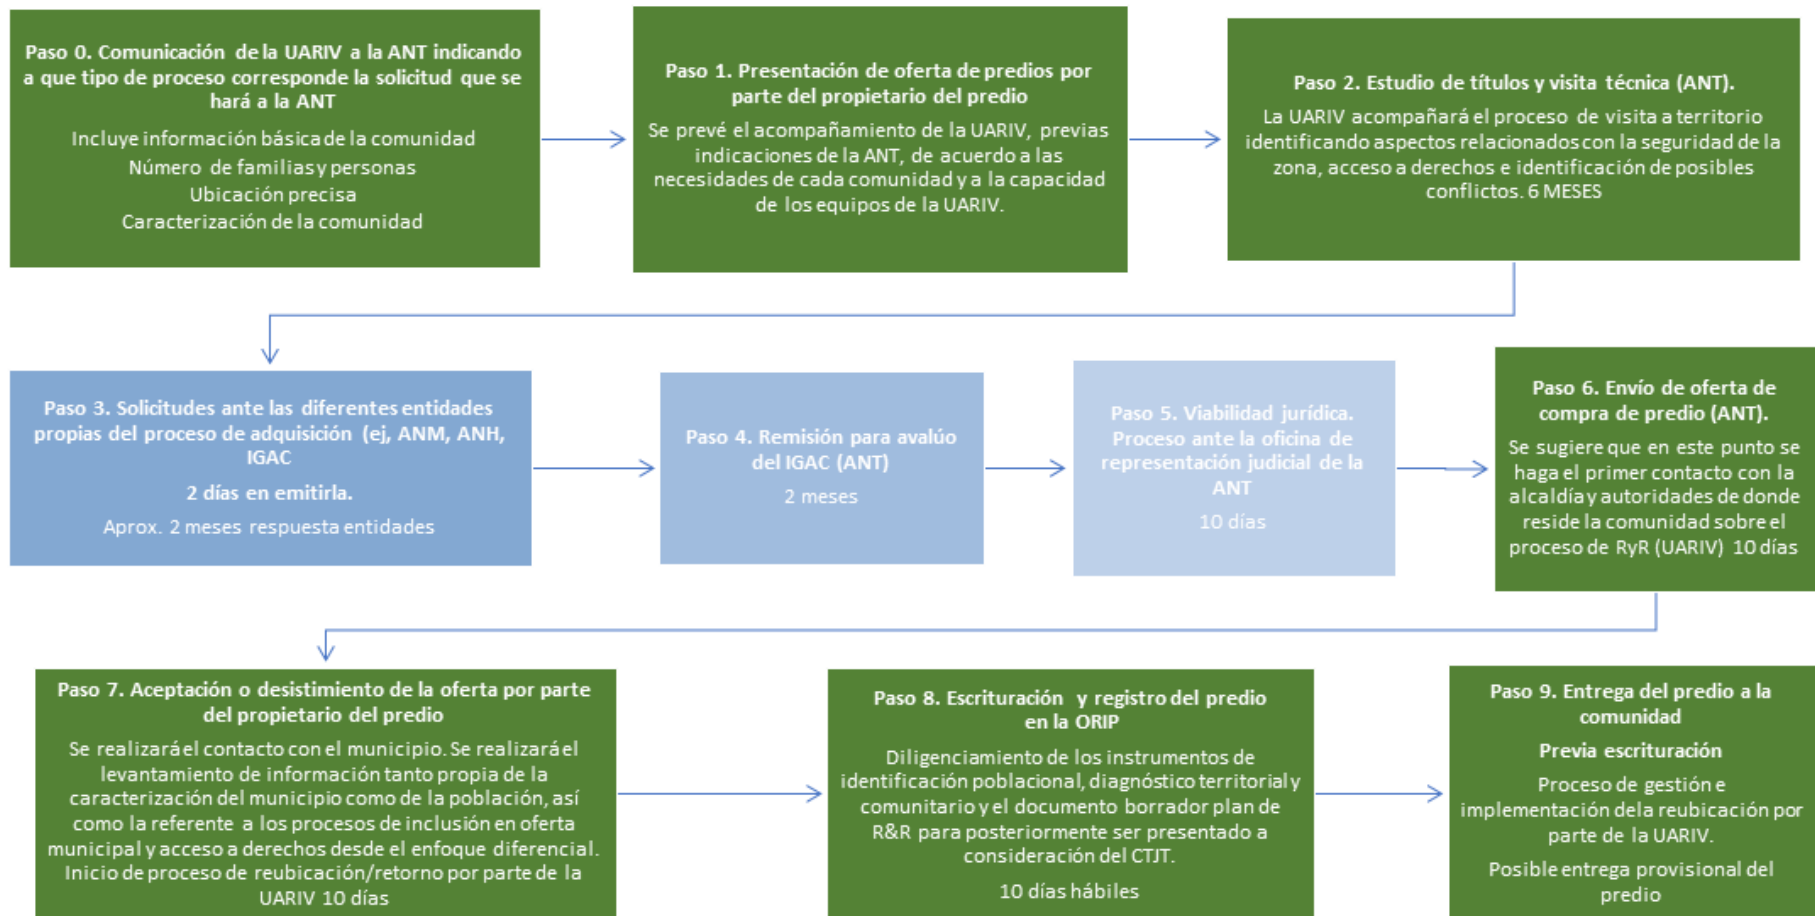 Paso 0. Comunicación de la UARIV a la ANT indicando
a que tipo de proceso corresponde la solicitud que se
hará a la ANT
Incluye información básica de la comunidad
Número de familias y personas
Ubicación precisa
Caracterización de la comunidad
Paso 1. Presentación de oferta de predios por
parte del propietario del predio
Se prevé el acompañamiento de la UARIV, previas
indicaciones de la ANT, de acuerdo a las
necesidades de cada comunidad y a la capacidad
de los equipos de la UARIV.
Paso 2. Estudio de títulos y visita técnica (ANT).
La UARIV acompañará el proceso de visita a territorio
identificando aspectos relacionados con la seguridad de la
zona, acceso a derechos e identificación de posibles
conflictos. 6 MESES
Paso 3. Solicitudes ante las diferentes entidades
propias del proceso de adquisición (ej, ANM, ANH,
IGAC
2 días en emitirla.
Aprox. 2 meses respuesta entidades
Paso 4. Remisión para avalúo
del IGAC (ANT)
2 meses
Paso 5. Viabilidad jurídica.
Proceso ante la oficina de
representación judicial de la
ANT
10 días
Paso 6. Envío de oferta de
compra de predio (ANT).
Se sugiere que en este punto se
haga el primer contacto con la
alcaldía y autoridades de donde
reside la comunidad sobre el
proceso de RyR (UARIV) 10 días
Paso 7. Aceptación o desistimiento de la oferta por parte
del propietario del predio
Se realizará el contacto con el municipio. Se realizará el
levantamiento de información tanto propia de la
caracterización del municipio como de la población, así
como la referente a los procesos de inclusión en oferta
municipal y acceso a derechos desde el enfoque diferencial.
Inicio de proceso de reubicación/retorno por parte de la
UARIV 10 días
Paso 8. Escrituración y registro del predio
en la ORIP
Diligenciamiento de los instrumentos de
identificación poblacional, diagnóstico territorial y
comunitario y el documento borrador plan de
R&R para posteriormente ser presentado a
consideración del CTJT.
10 días hábiles
Paso 9. Entrega del predio a la
comunidad
Previa escrituración
Proceso de gestión e
implementación dela reubicación por
parte de la UARIV.
Posible entrega provisional del
predio